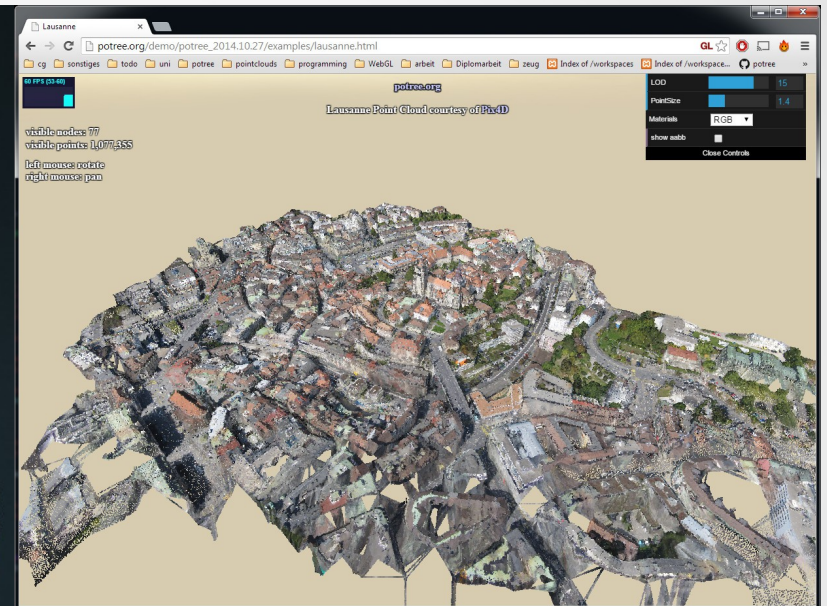 Lausanne
potree.org/demo/potree_2014.10.27/examples/lausanne.html
GL
cg sonstiges todo uni potree pointclouds programming WebGL arbeit Diplomarbeit zeug Index of /workspaces Index of /workspace... potree »
60 FPS (53-60)
potree.org
Lausanne Point Cloud courtesy of Pix4D
visible nodes: 77
visible points: 1,077,355
left mouse: rotate
right mouse: pan
LOD 15
PointSize 1.4
Materials RGB
show aabb
Close Controls